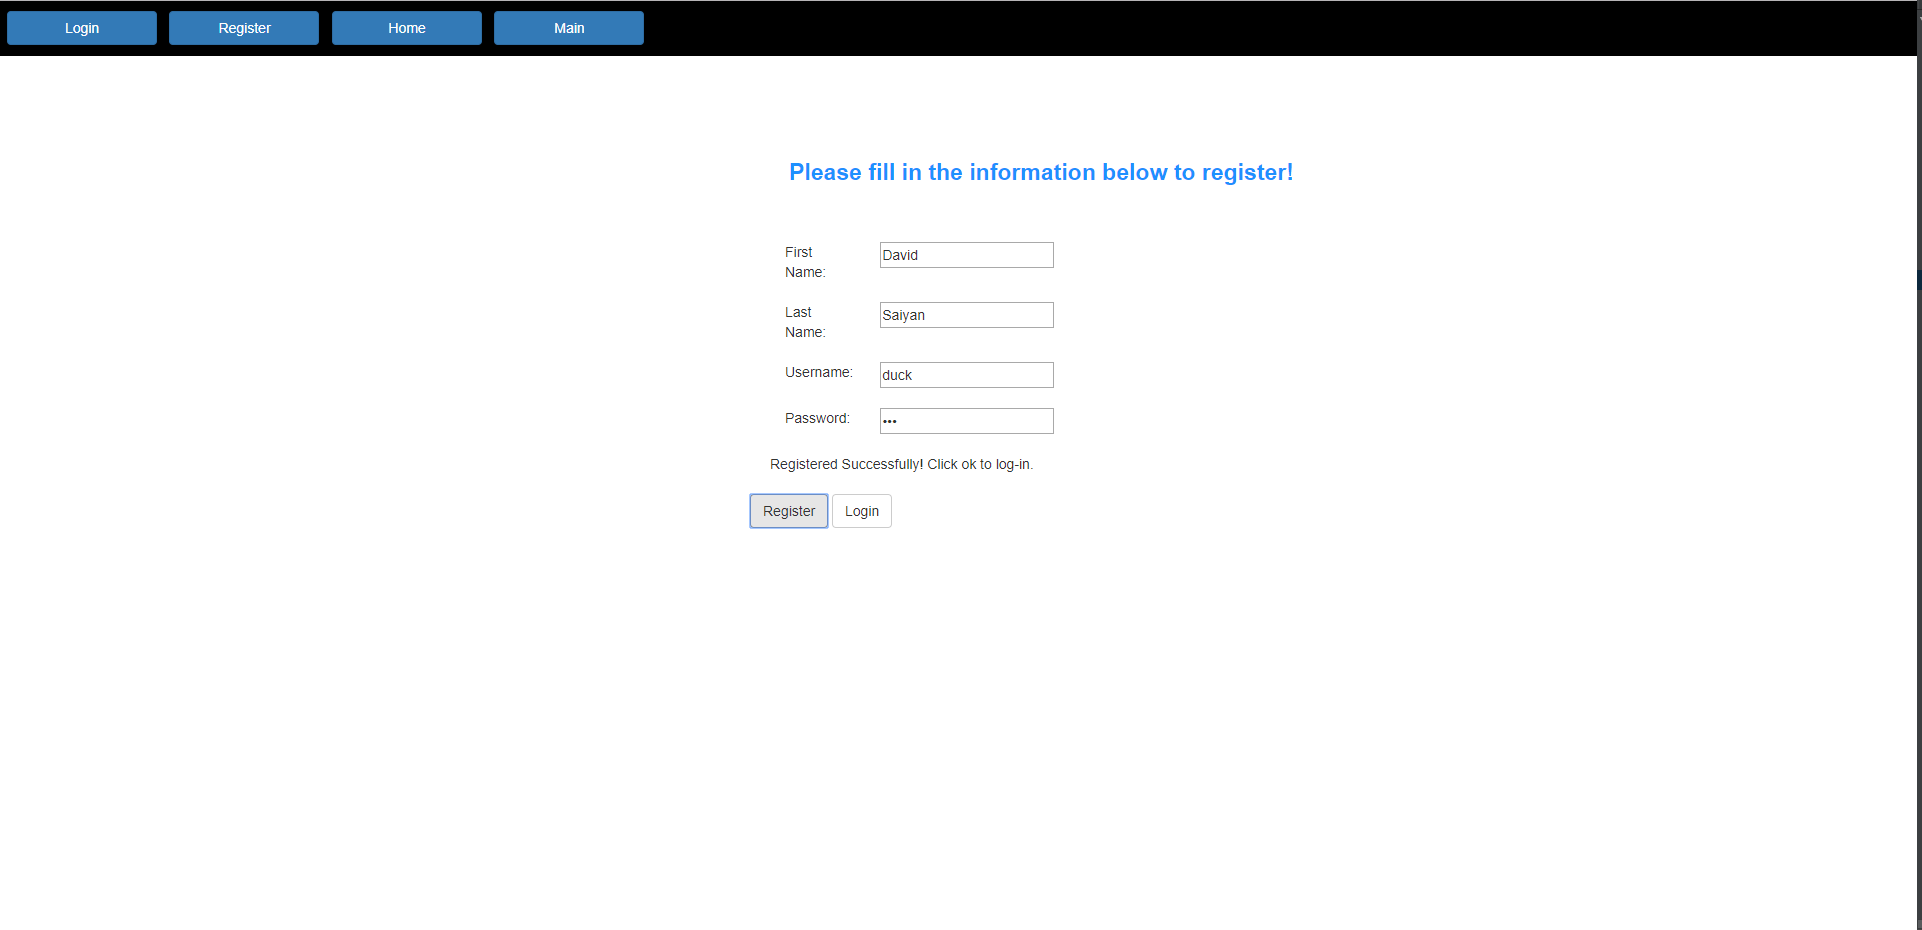 Login Register Home Main
Please fill in the information below to register!
First
Name:
David
Last
Name:
Saiyan
Username: duck
Password: •••
Registered Successfully! Click ok to log-in.
Register Login